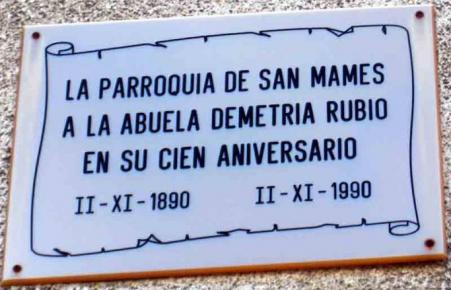 LA PARROQUIA DE SAN MAMES
A LA ABUELA DEMETRIA RUBIO
EN SU CIEN ANIVERSARIO
II-XI-1890 II-XI-1990